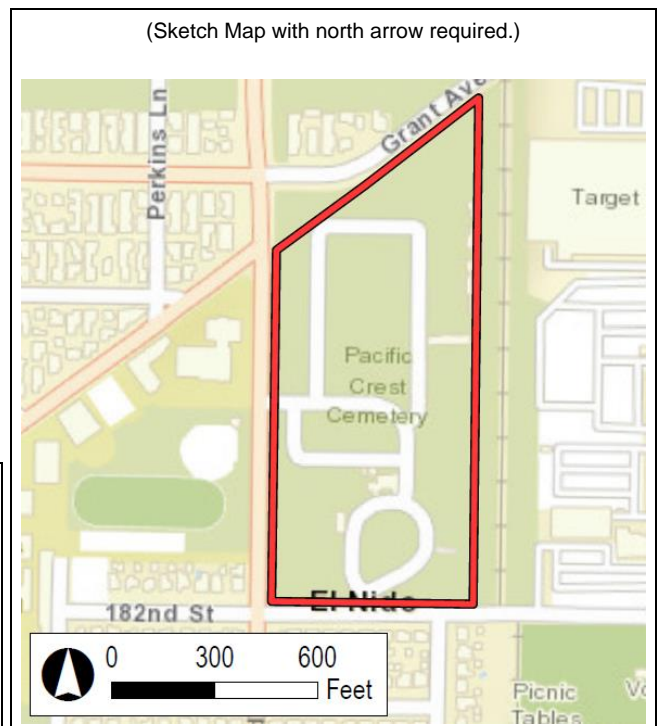 (Sketch Map with north arrow required.)
Perkins Ln
Grant Ave
Target
Pacific
Crest
Cemetery
El Nido
182nd St
0 300 600
Feet
Picnic
Tables